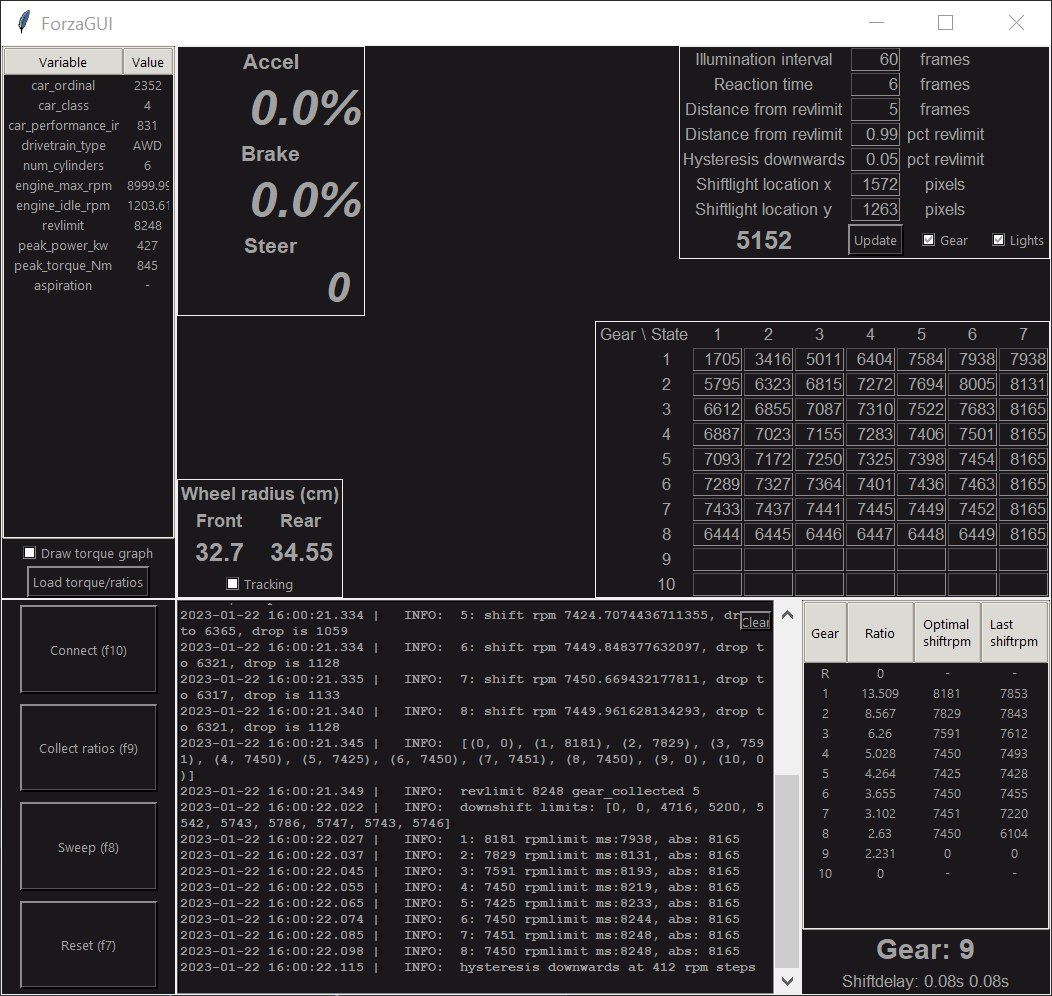 ForzaGUI
Variable Value
car_ordinal 2352
car_class 4
car_performance_ir 831
drivetrain_type AWD
num_cylinders 6
engine_max_rpm 8999.99
engine_idle_rpm 1203.61
revlimit 8248
peak_power_kw 427
peak_torque_Nm 845
aspiration -
Draw torque graph
Load torque/ratios
Accel
0.0%
Brake
0.0%
Steer
0
Illumination interval 60 frames
Reaction time 6 frames
Distance from revlimit 5 frames
Distance from revlimit 0.99 pct revlimit
Hysteresis downwards 0.05 pct revlimit
Shiftlight location x 1572 pixels
Shiftlight location y 1263 pixels
5152 Update Gear Lights
Gear \ State 1 2 3 4 5 6 7
1 1705 3416 5011 6404 7584 7938 7938
2 5795 6323 6815 7272 7694 8005 8131
3 6612 6855 7087 7310 7522 7683 8165
4 6887 7023 7155 7283 7406 7501 8165
5 7093 7172 7250 7325 7398 7454 8165
6 7289 7327 7364 7401 7436 7463 8165
7 7433 7437 7441 7445 7449 7452 8165
8 6444 6445 6446 6447 6448 6449 8165
9
10
Wheel radius (cm)
Front Rear
32.7 34.55
Tracking
Connect (f10)
Collect ratios (f9)
Sweep (f8)
Reset (f7)
Clear
2023-01-22 16:00:21.334 | INFO: 5: shift rpm 7424.7074436711355, dr
to 6365, drop is 1059
2023-01-22 16:00:21.334 | INFO: 6: shift rpm 7449.848377632097, drop t
o 6321, drop is 1128
2023-01-22 16:00:21.335 | INFO: 7: shift rpm 7450.669432177811, drop t
o 6317, drop is 1133
2023-01-22 16:00:21.340 | INFO: 8: shift rpm 7449.961628134293, drop t
o 6321, drop is 1128
2023-01-22 16:00:21.345 | INFO: [(0, 0), (1, 8181), (2, 7829), (3, 759
1), (4, 7450), (5, 7425), (6, 7450), (7, 7451), (8, 7450), (9, 0), (10, 0
)]
2023-01-22 16:00:21.349 | INFO: revlimit 8248 gear_collected 5
2023-01-22 16:00:22.022 | INFO: downshift limits: [0, 0, 4716, 5200, 5
542, 5743, 5786, 5747, 5743, 5746]
2023-01-22 16:00:22.027 | INFO: 1: 8181 rpmlimit ms:7938, abs: 8165
2023-01-22 16:00:22.037 | INFO: 2: 7829 rpmlimit ms:8131, abs: 8165
2023-01-22 16:00:22.045 | INFO: 3: 7591 rpmlimit ms:8193, abs: 8165
2023-01-22 16:00:22.055 | INFO: 4: 7450 rpmlimit ms:8219, abs: 8165
2023-01-22 16:00:22.065 | INFO: 5: 7425 rpmlimit ms:8233, abs: 8165
2023-01-22 16:00:22.074 | INFO: 6: 7450 rpmlimit ms:8244, abs: 8165
2023-01-22 16:00:22.085 | INFO: 7: 7451 rpmlimit ms:8248, abs: 8165
2023-01-22 16:00:22.098 | INFO: 8: 7450 rpmlimit ms:8248, abs: 8165
2023-01-22 16:00:22.115 | INFO: hysteresis downwards at 412 rpm steps
Gear Ratio Optimal shiftrpm Last shiftrpm
R 0 - -
1 13.509 8181 7853
2 8.567 7829 7843
3 6.26 7591 7612
4 5.028 7450 7493
5 4.264 7425 7428
6 3.655 7450 7455
7 3.102 7451 7220
8 2.63 7450 6104
9 2.231 0 0
10 0 - -
Gear: 9
Shiftdelay: 0.08s 0.08s